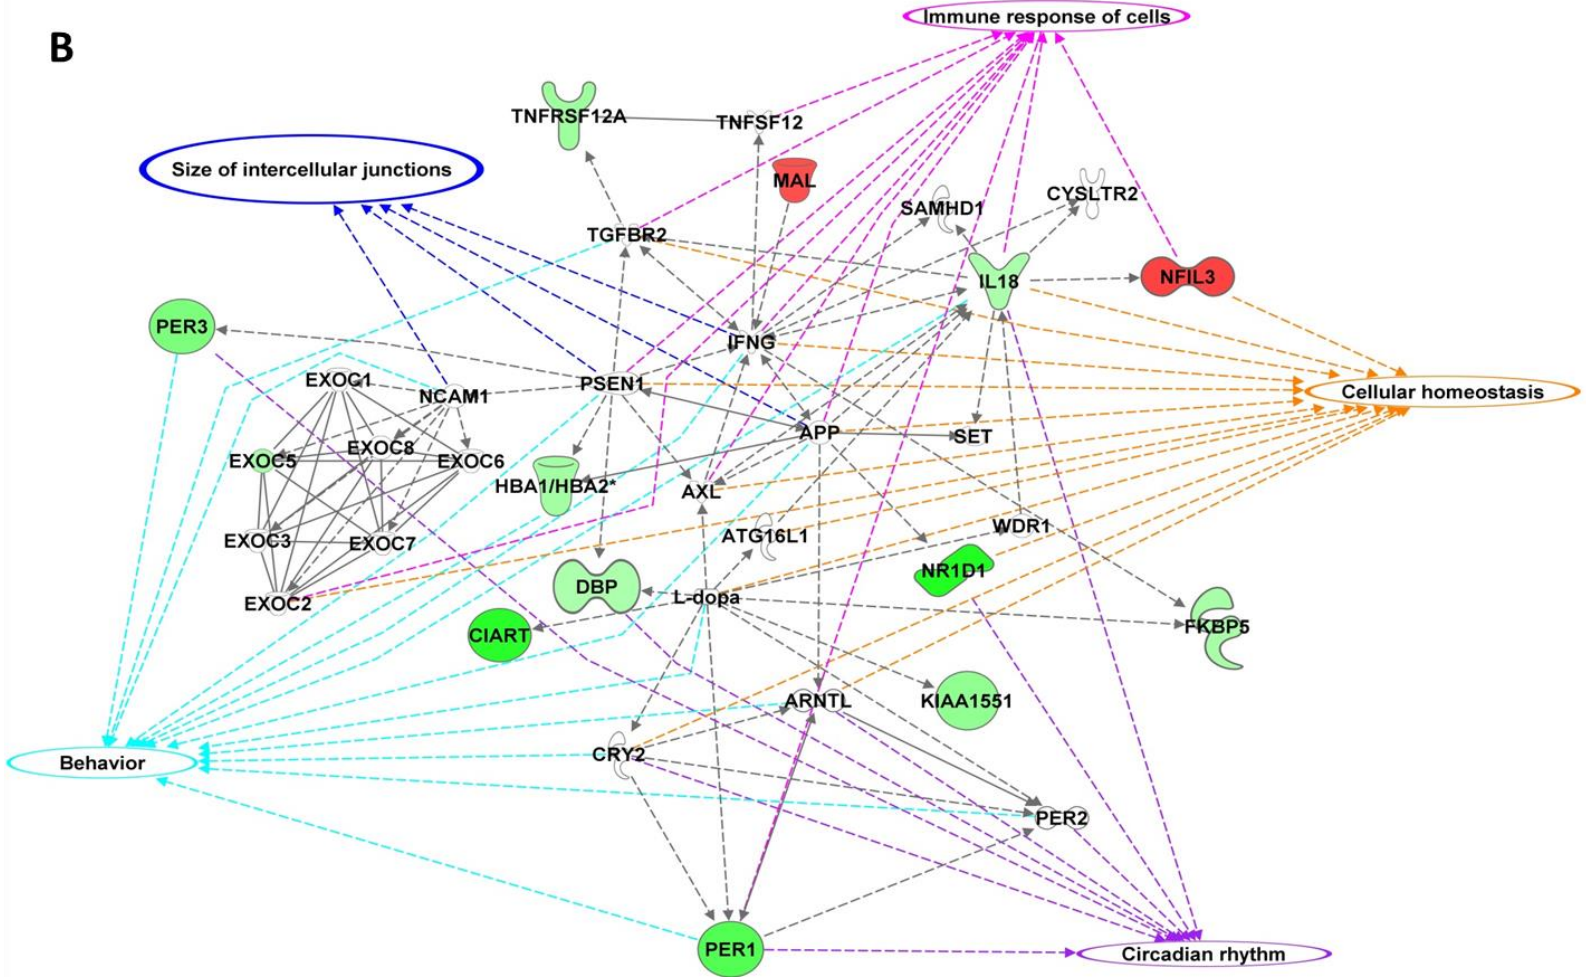 B
Immune response of cells
TNFRSF12A
TNFSF12
Size of intercellular junctions
MAL
CYSLTR2
SAMHD1
TGFBR2
IL18
NFIL3
PER3
IFNG
EXOC1
PSEN1
NCAM1
Cellular homeostasis
APP
SET
EXOC8
EXOC5
EXOC6
HBA1/HBA2*
AXL
WDR1
ATG16L1
EXOC3
EXOC7
NR1D1
DBP
L-dopa
EXOC2
CIART
FKBP5
ARNTL
KIAA1551
CRY2
Behavior
PER2
PER1
Circadian rhythm